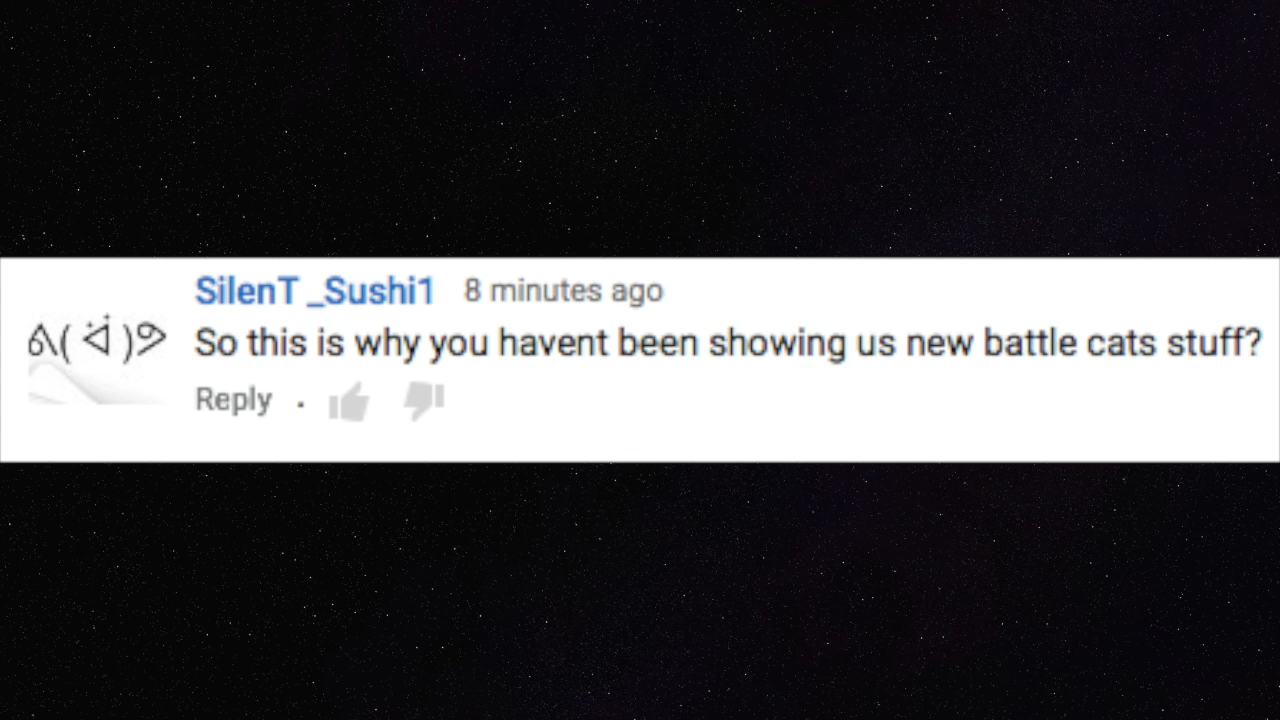 SilenT _Sushi1 8 minutes ago
So this is why you havent been showing us new battle cats stuff?
Reply .